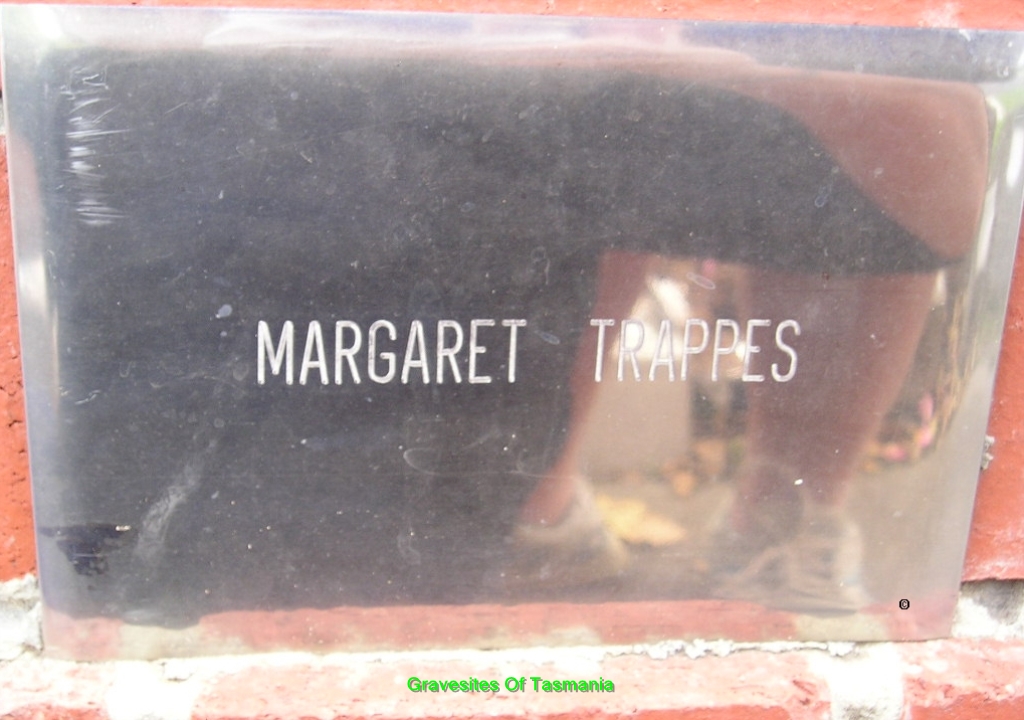 MARGARET TRAPPES
©
Gravesites Of Tasmania